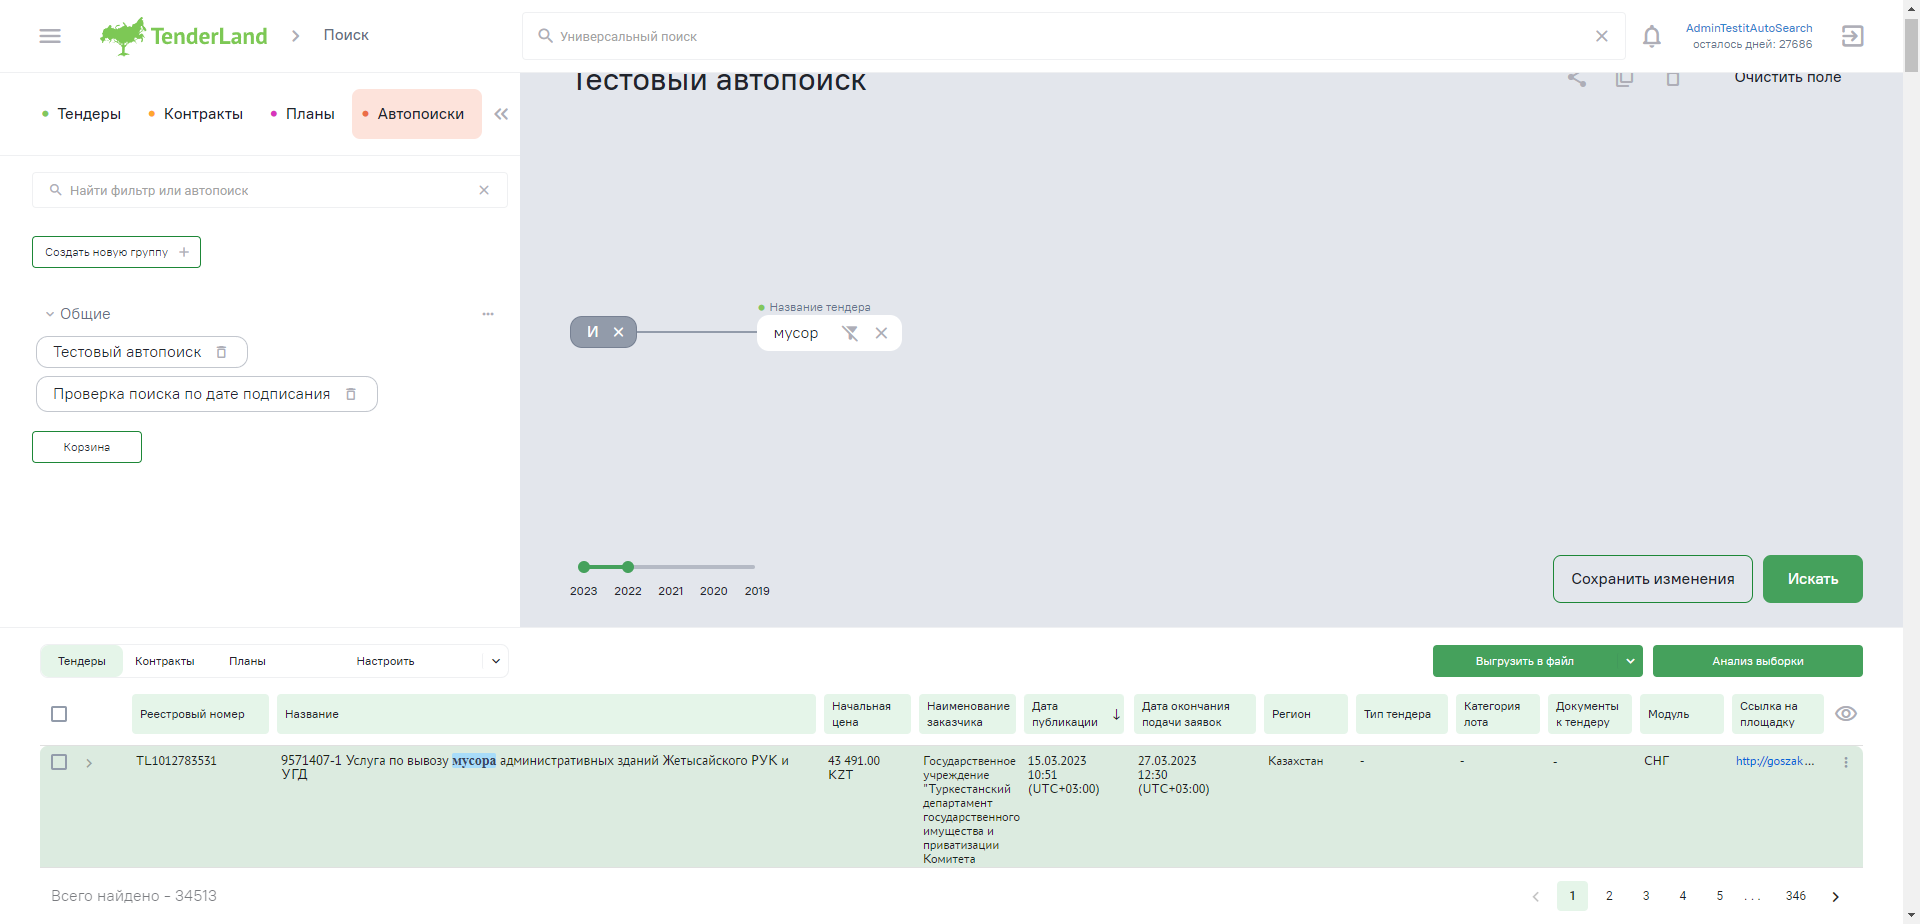 TenderLand
Поиск
Универсальный поиск
AdminTestitAutoSearch
осталось дней: 27686
Тендеры
Контракты
Планы
Автопоиски
Тестовый автопоиск
Очистить поле
Найти фильтр или автопоиск
Создать новую группу
Общие
Тестовый автопоиск
Проверка поиска по дате подписания
Корзина
Название тендера
И
мусор
2023 2022 2021 2020 2019
Сохранить изменения
Искать
Тендеры
Контракты
Планы
Настроить
Выгрузить в файл
Анализ выборки
Реестровый номер
Название
Начальная
цена
Наименование
заказчика
Дата
публикации
Дата окончания
подачи заявок
Регион
Тип тендера
Категория
лота
Документы
к тендеру
Модуль
Ссылка на
площадку
TL1012783531
9571407-1 Услуга по вывозу мусора административных зданий Жетысайского РУК и
УГД
43 491.00
KZT
Государственное
учреждение
"Туркестанский
департамент
государственного
имущества и
приватизации
Комитета
15.03.2023
10:51
(UTC+03:00)
27.03.2023
12:30
(UTC+03:00)
Казахстан
-
-
-
СНГ
http://goszak...
Всего найдено - 34513
1 2 3 4 5 ... 346